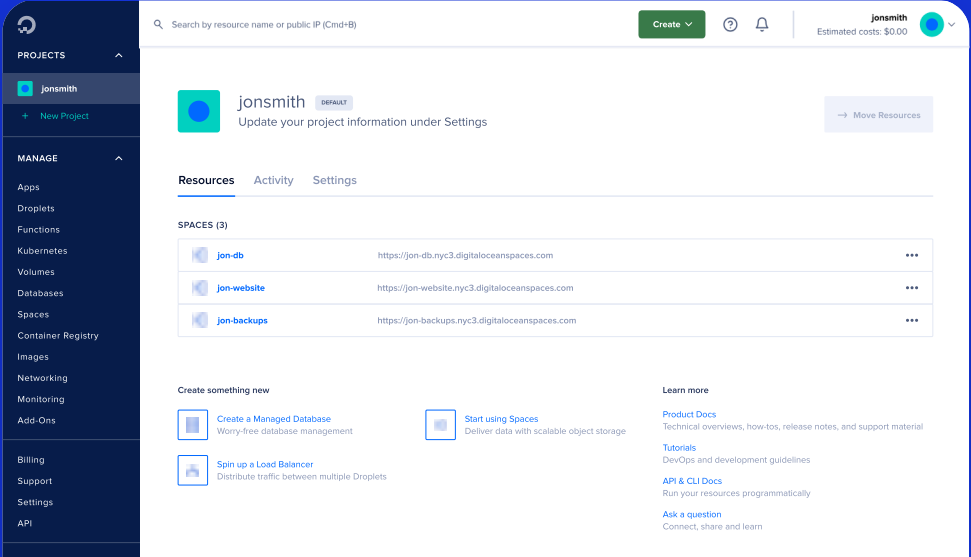 Search by resource name or public IP (Cmd+B)
Create
jonsmith
Estimated costs: $0.00
PROJECTS
jonsmith
+ New Project
MANAGE
Apps
Droplets
Functions
Kubernetes
Volumes
Databases
Spaces
Container Registry
Images
Networking
Monitoring
Add-Ons
Billing
Support
Settings
API
jonsmith DEFAULT
Update your project information under Settings
→ Move Resources
Resources Activity Settings
SPACES (3)
jon-db https://jon-db.nyc3.digitaloceanspaces.com
jon-website https://jon-website.nyc3.digitaloceanspaces.com
jon-backups https://jon-backups.nyc3.digitaloceanspaces.com
Create something new
Create a Managed Database
Worry-free database management
Start using Spaces
Deliver data with scalable object storage
Spin up a Load Balancer
Distribute traffic between multiple Droplets
Learn more
Product Docs
Technical overviews, how-tos, release notes, and support material
Tutorials
DevOps and development guidelines
API & CLI Docs
Run your resources programmatically
Ask a question
Connect, share and learn